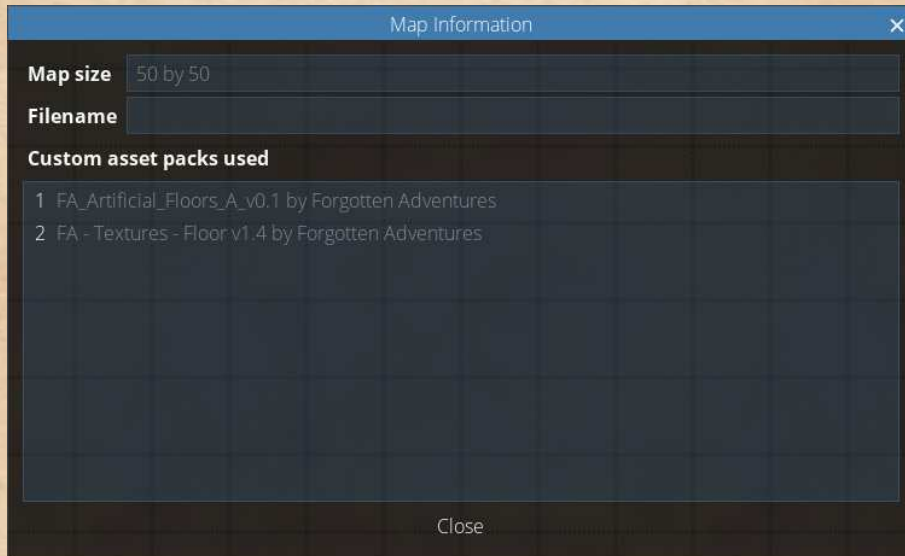 Map Information ×
Map size 50 by 50
Filename
Custom asset packs used
1 FA_Artificial_Floors_A_v0.1 by Forgotten Adventures
2 FA - Textures - Floor v1.4 by Forgotten Adventures
Close